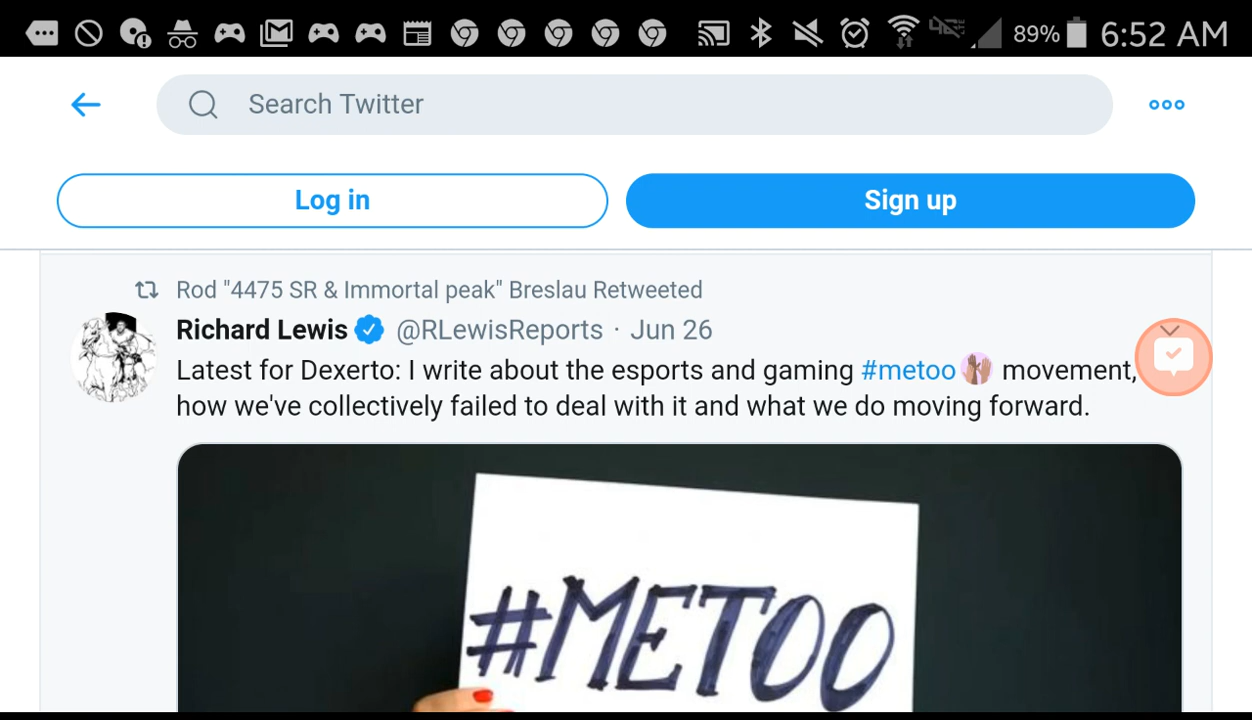 89% 6:52 AM
Search Twitter
Log in Sign up
Rod "4475 SR & Immortal peak" Breslau Retweeted
Richard Lewis @RLewisReports · Jun 26
Latest for Dexerto: I write about the esports and gaming #metoo movement,
how we've collectively failed to deal with it and what we do moving forward.
#METOO